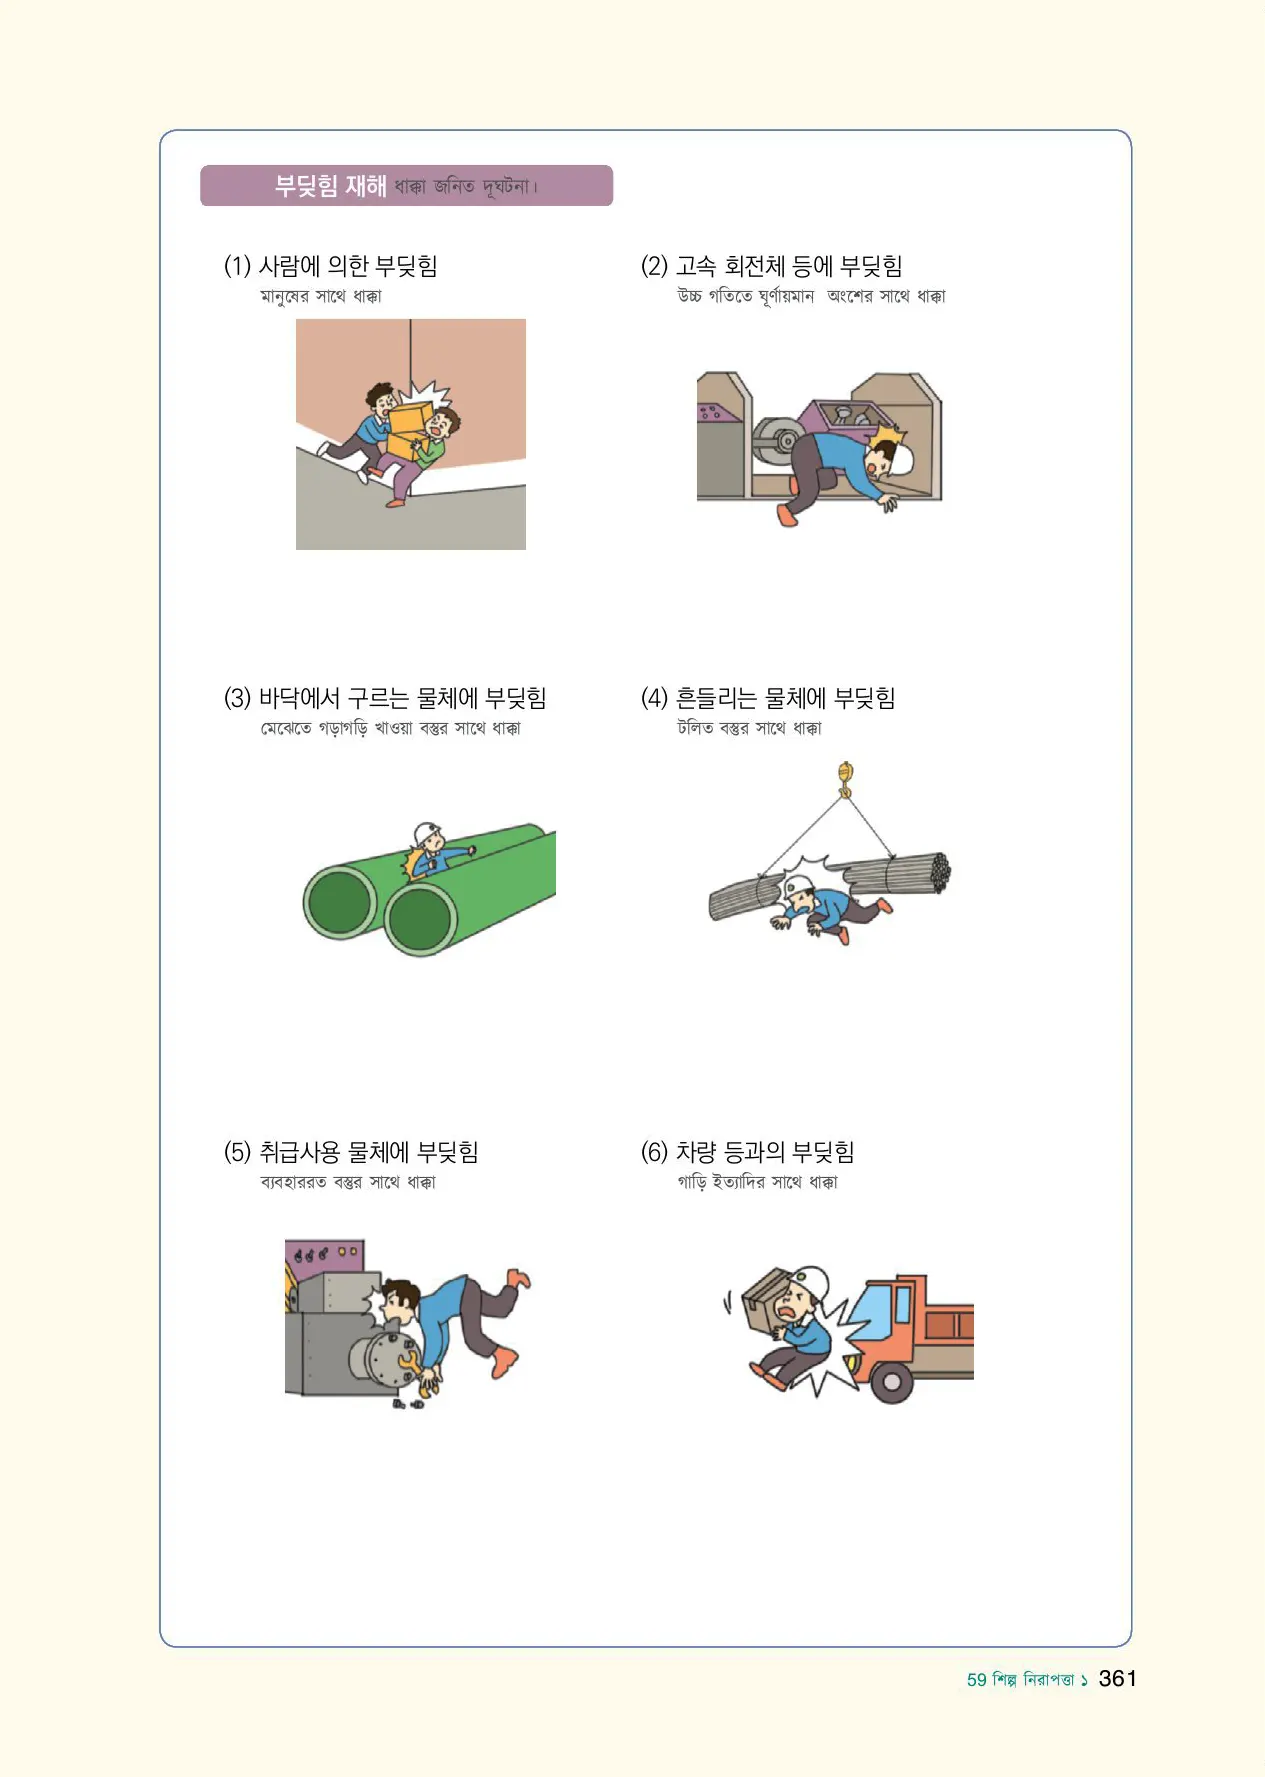 부딪힘 재해 ধাক্কা জনিত দূঘটনা।
(1) 사람에 의한 부딪힘
মানুষের সাথে ধাক্কা
(2) 고속 회전체 등에 부딪힘
উচ্চ গতিতে ঘূর্ণায়মান অংশের সাথে ধাক্কা
(3) 바닥에서 구르는 물체에 부딪힘
মেঝেতে গড়াগড়ি খাওয়া বস্তুর সাথে ধাক্কা
(4) 흔들리는 물체에 부딪힘
টলিত বস্তুর সাথে ধাক্কা
(5) 취급사용 물체에 부딪힘
ব্যবহাররত বস্তুর সাথে ধাক্কা
(6) 차량 등과의 부딪힘
গাড়ি ইত্যাদির সাথে ধাক্কা
59 শিল্প নিরাপত্তা ১ 361